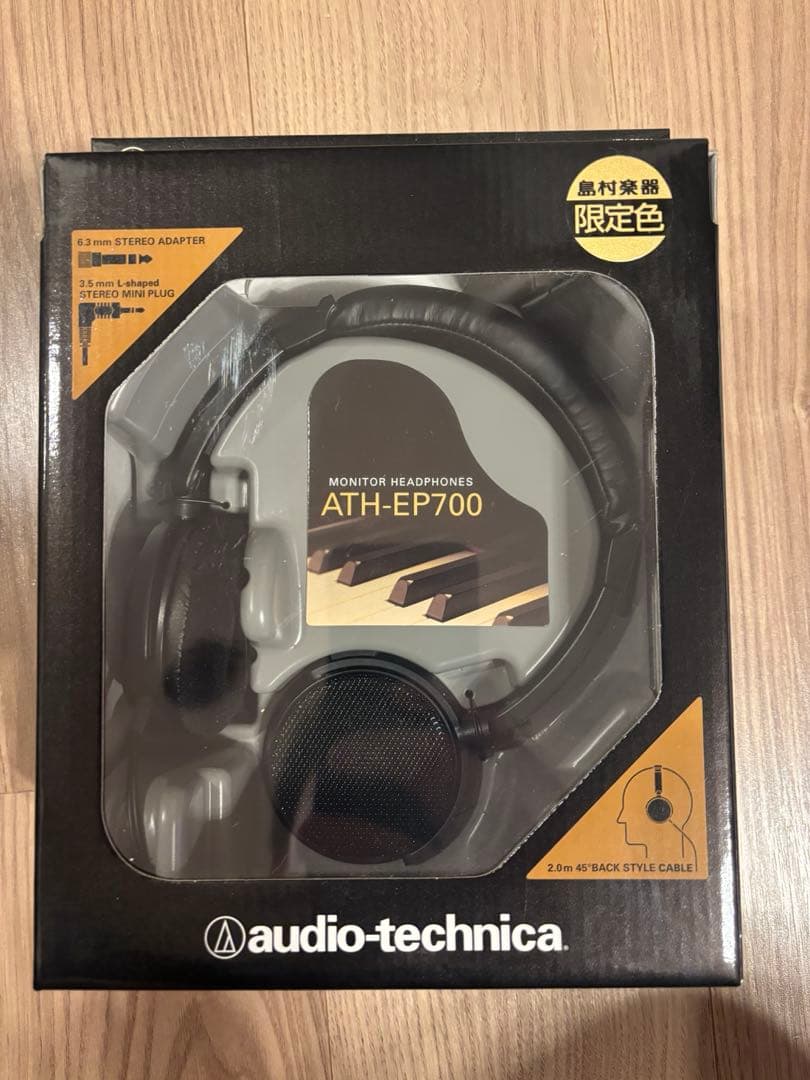 島村楽器
限定色
6.3 mm STEREO ADAPTER
3.5 mm L-shaped
STEREO MINI PLUG
MONITOR HEADPHONES
ATH-EP700
2.0 m 45°BACK STYLE CABLE
audio-technica